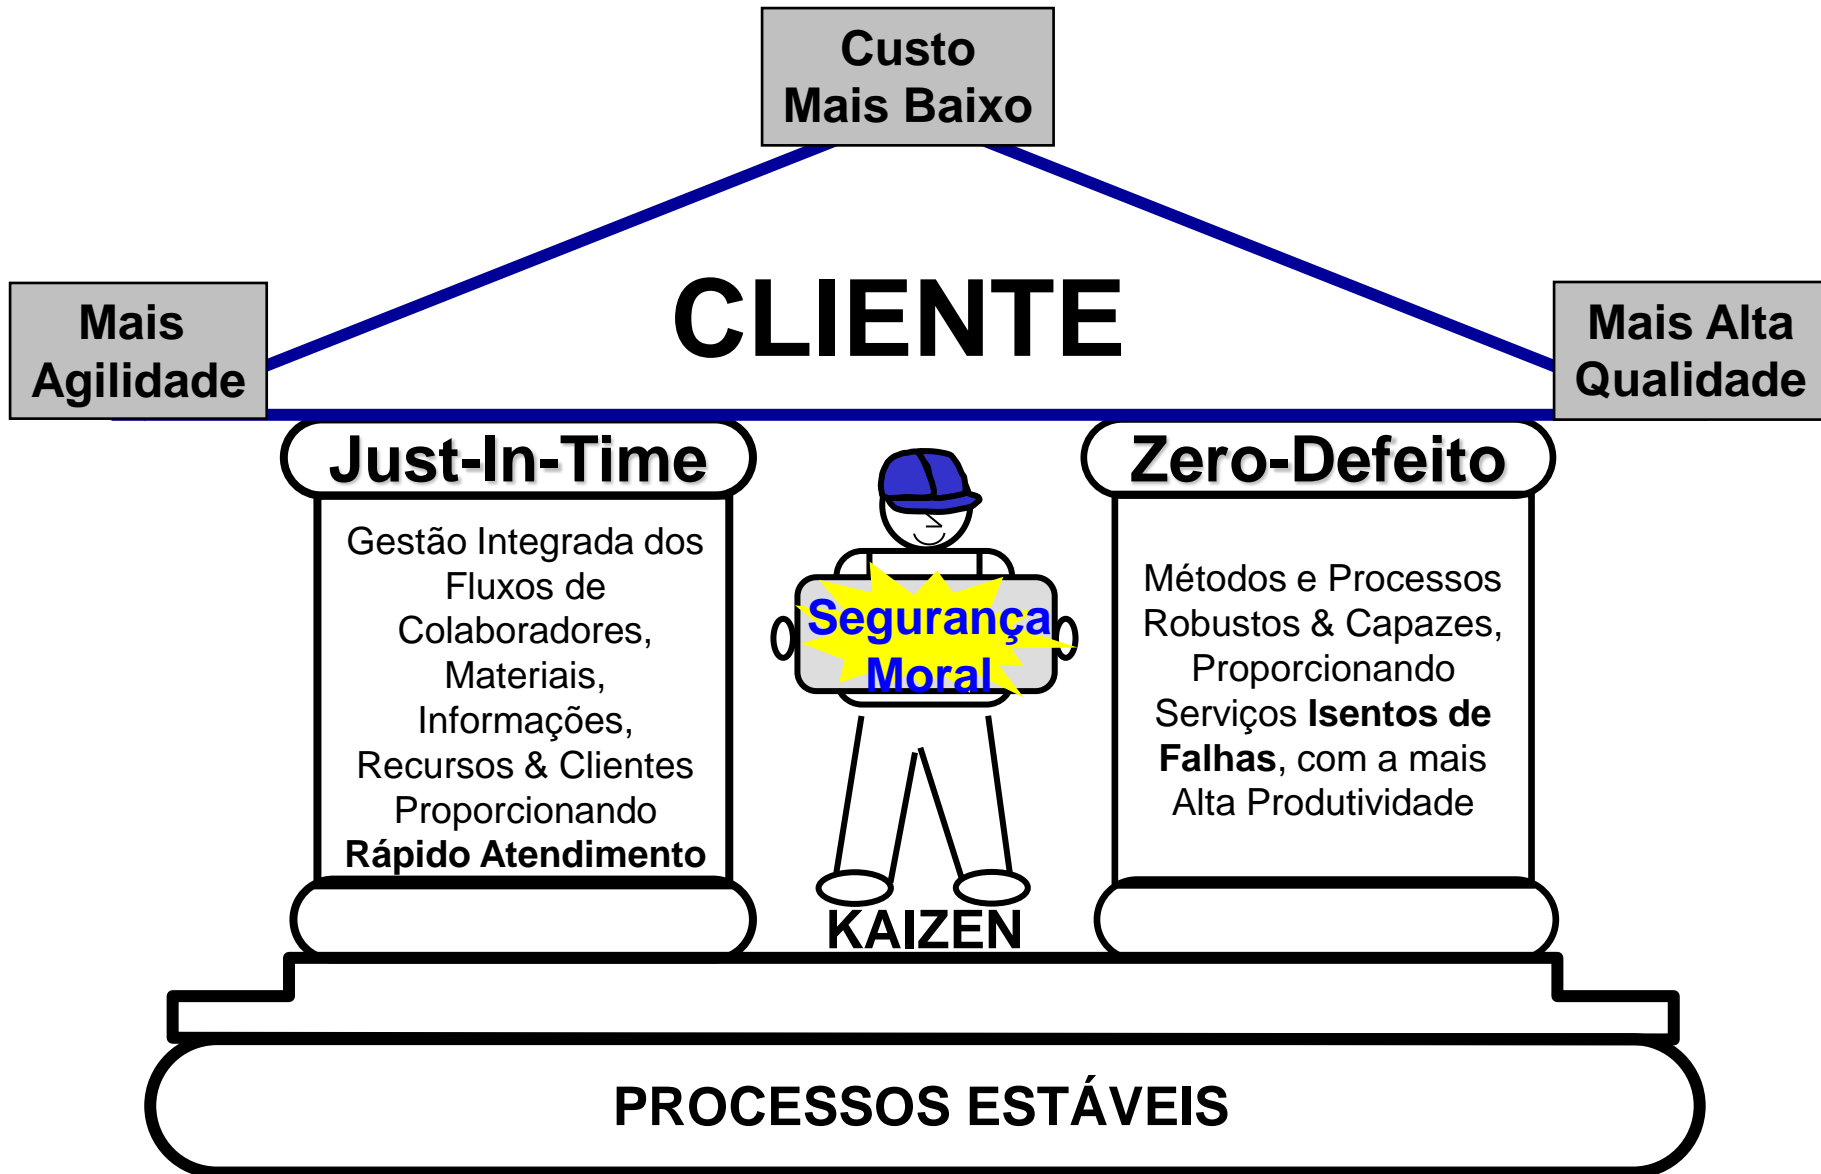 Custo
Mais Baixo
Mais
Agilidade
CLIENTE
Mais Alta
Qualidade
Just-In-Time
Gestão Integrada dos
Fluxos de
Colaboradores,
Materiais,
Informações,
Recursos & Clientes
Proporcionando
Rápido Atendimento
Segurança
Moral
KAIZEN
Zero-Defeito
Métodos e Processos
Robustos & Capazes,
Proporcionando
Serviços Isentos de
Falhas, com a mais
Alta Produtividade
PROCESSOS ESTÁVEIS